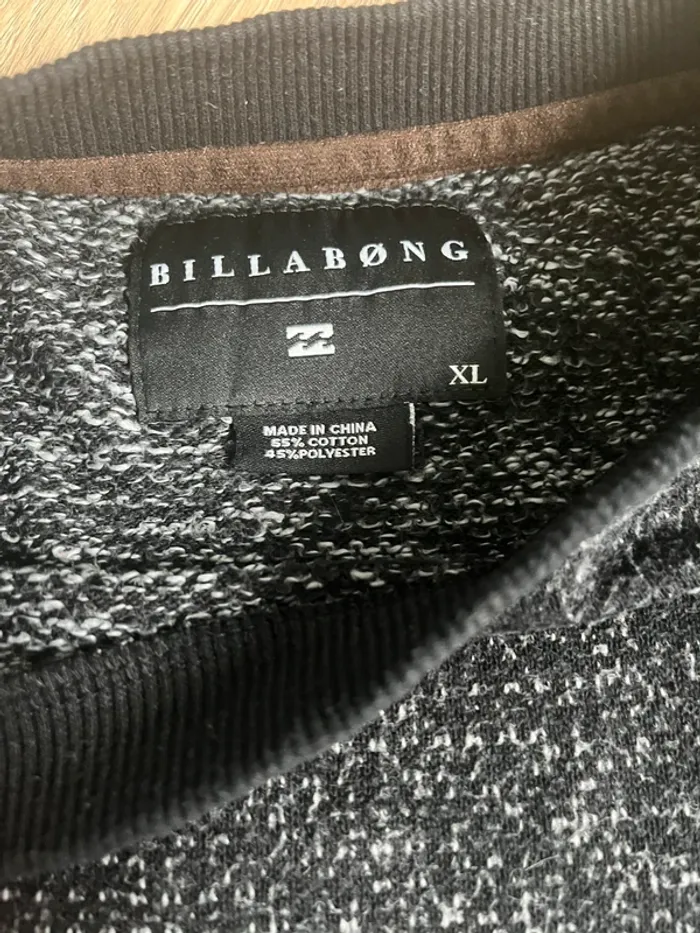 BILLABØNG
XL
MADE IN CHINA
55% COTTON
45%POLYESTER